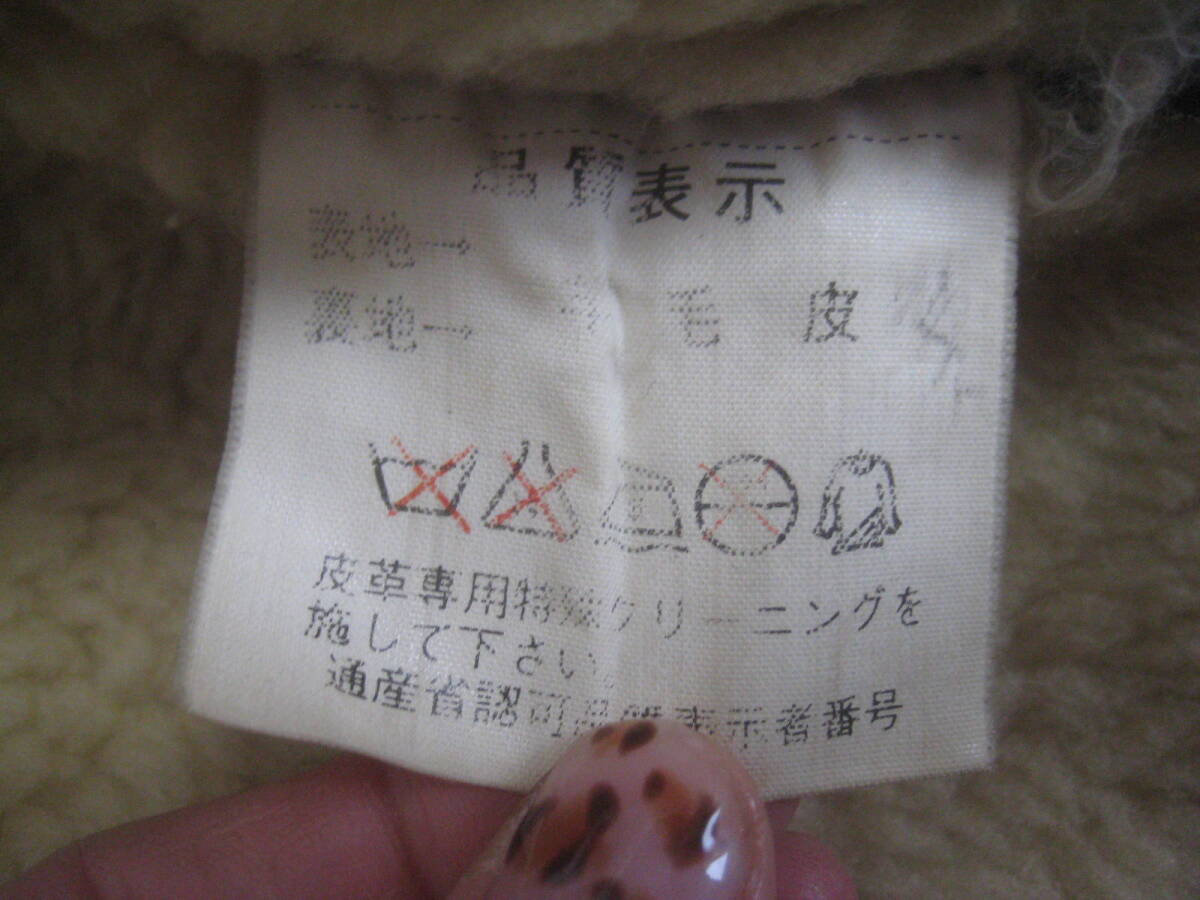 品質表示
表地→
裏地→ 羊毛皮
皮革専用特殊クリーニングを
施して下さい。
通産省認可品質表示者番号